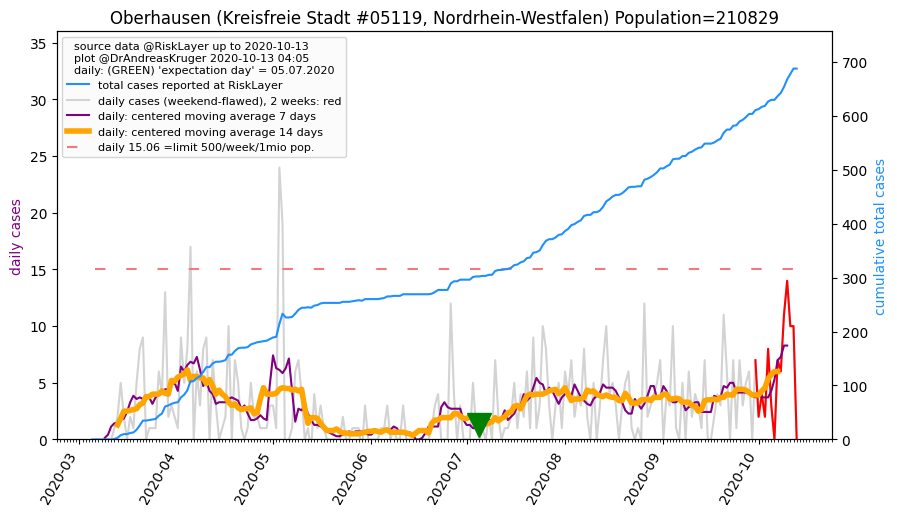 Oberhausen (Kreisfreie Stadt #05119, Nordrhein-Westfalen) Population=210829
source data @RiskLayer up to 2020-10-13
plot @DrAndreasKruger 2020-10-13 04:05
daily: (GREEN) 'expectation day' = 05.07.2020
total cases reported at RiskLayer
daily cases (weekend-flawed), 2 weeks: red
daily: centered moving average 7 days
daily: centered moving average 14 days
daily 15.06 =limit 500/week/1mio pop.
daily cases
35
30
25
20
15
10
5
0
cumulative total cases
700
600
500
400
300
200
100
0
2020-03
2020-04
2020-05
2020-06
2020-07
2020-08
2020-09
2020-10